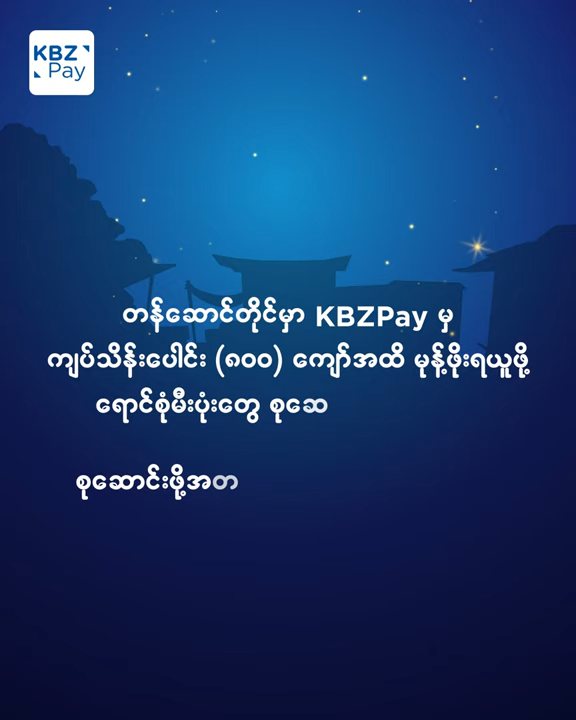 KBZ
Pay
တန်ဆောင်တိုင်မှာ KBZPay မှ
ကျပ်သိန်းပေါင်း (၈၀၀) ကျော်အထိ မုန့်ဖိုးရယူဖို့
ရောင်စုံမီးပုံးတွေ စုဆေ
စုဆောင်းဖို့အတ